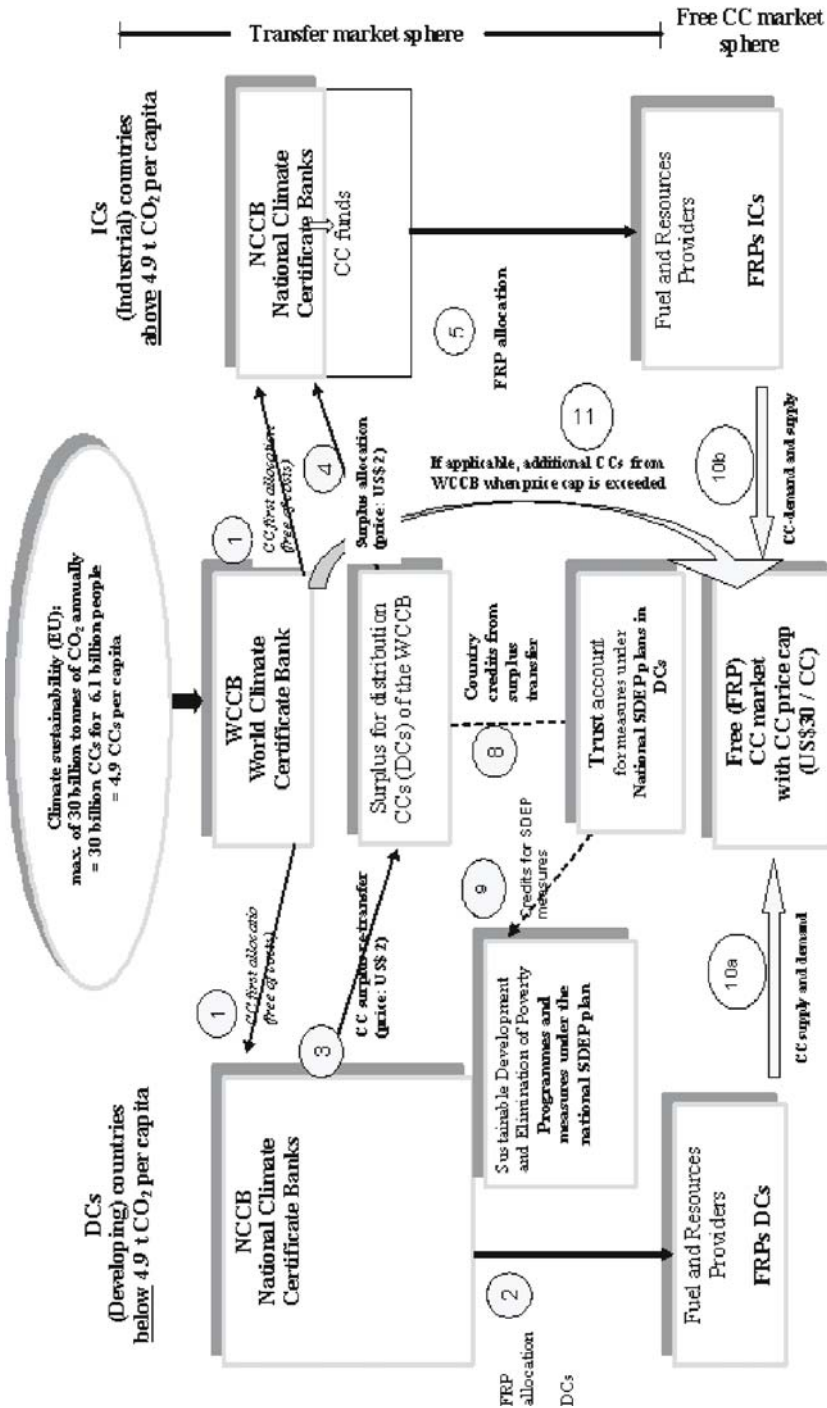 DCs
(Developing) countries
below 4.9 t CO₂ per capita
Climate sustainability (EU):
max. of 30 billion tonnes of CO₂ annually
= 30 billion CCs for 6.1 billion people
= 4.9 CCs per capita
ICs
(Industrial) countries
above 4.9 t CO₂ per capita
Transfer market sphere
Free CC market
sphere
NCCB
National Climate
Certificate Banks
1
CC first allocatio
(free of costs)
WCCB
World Climate
Certificate Bank
1
CC first allocation
(free of costs)
NCCB
National Climate
Certificate Banks
CC funds
3
CC surplus re-transfer
(price: US$ 2)
Surplus for distribution
CCs (DCs) of the WCCB
4
Surplus allocation
(price: US$ 2)
2
FRP
allocation
DCs
Sustainable Development
and Elimination of Poverty
Programmes and
measures under the
national SDEP plan
9
Credits for SDEP
measures
8
Country
credits from
surplus
transfer
Trust account
for measures under
National SDEP plans in
DCs
If applicable, additional CCs from
WCCB when price cap is exceeded
11
5
FRP allocation
Fuel and Resources
Providers
FRPs DCs
10a
CC supply and demand
Free (FRP)
CC market
with CC price cap
(US$30 / CC)
10b
CC-demand and supply
Fuel and Resources
Providers
FRPs ICs